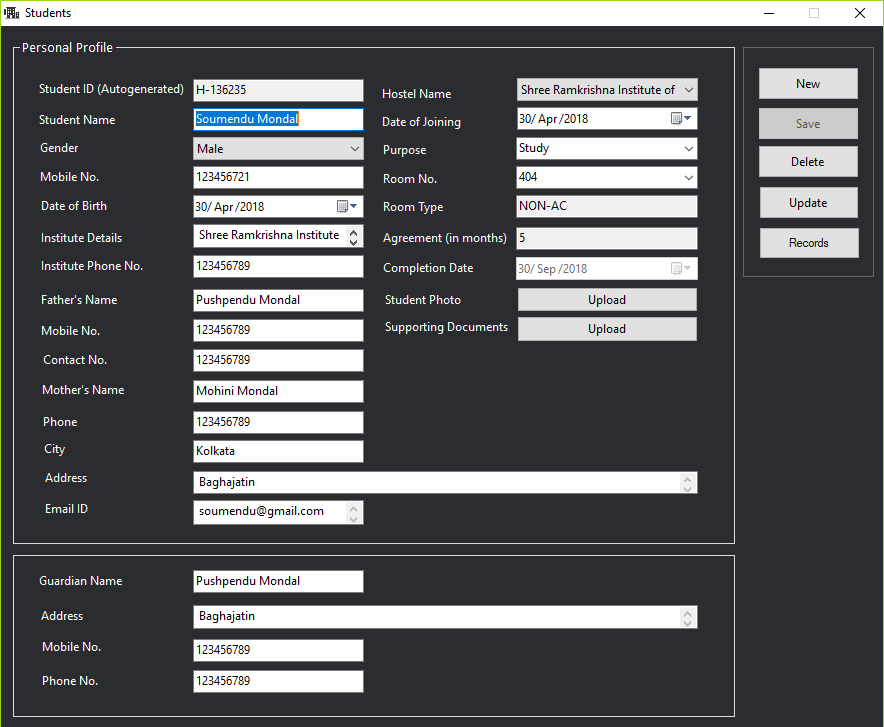 Students
Personal Profile
Student ID (Autogenerated) H-136235
Student Name Soumendu Mondal
Gender Male
Mobile No. 123456721
Date of Birth 30/ Apr /2018
Institute Details Shree Ramkrishna Institute
Institute Phone No. 123456789
Father's Name Pushpendu Mondal
Mobile No. 123456789
Contact No. 123456789
Mother's Name Mohini Mondal
Phone 123456789
City Kolkata
Address Baghajatin
Email ID soumendu@gmail.com
Hostel Name Shree Ramkrishna Institute of
Date of Joining 30/ Apr /2018
Purpose Study
Room No. 404
Room Type NON-AC
Agreement (in months) 5
Completion Date 30/ Sep /2018
Student Photo Upload
Supporting Documents Upload
New
Save
Delete
Update
Records
Guardian Name Pushpendu Mondal
Address Baghajatin
Mobile No. 123456789
Phone No. 123456789